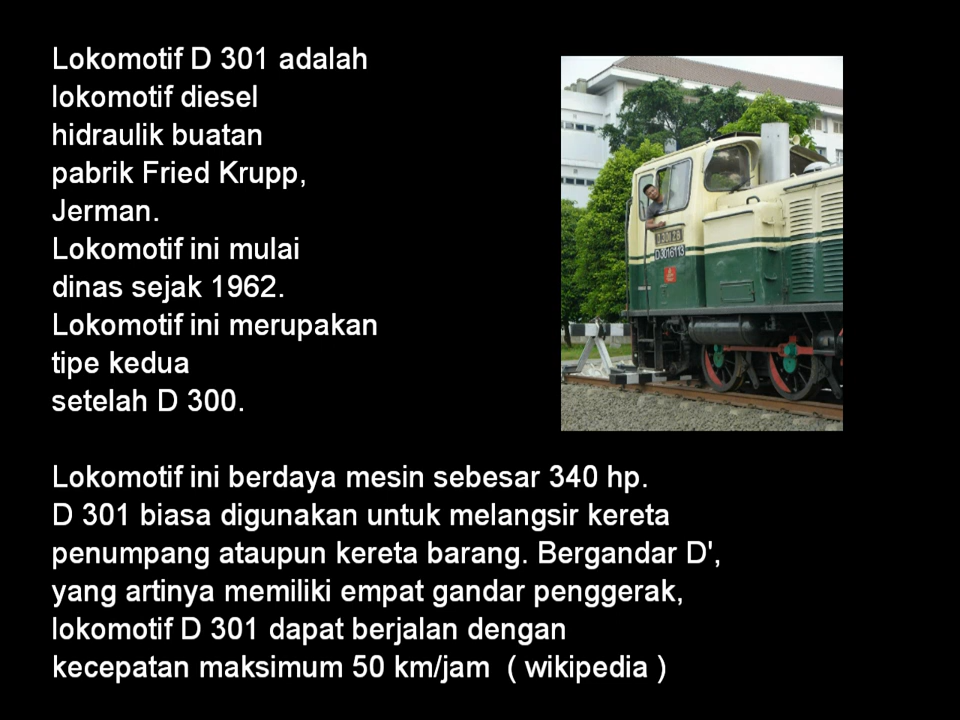 Lokomotif D 301 adalah
lokomotif diesel
hidraulik buatan
pabrik Fried Krupp,
Jerman.
Lokomotif ini mulai
dinas sejak 1962.
Lokomotif ini merupakan
tipe kedua
setelah D 300.
Lokomotif ini berdaya mesin sebesar 340 hp.
D 301 biasa digunakan untuk melangsir kereta
penumpang ataupun kereta barang. Bergandar D',
yang artinya memiliki empat gandar penggerak,
lokomotif D 301 dapat berjalan dengan
kecepatan maksimum 50 km/jam ( wikipedia )